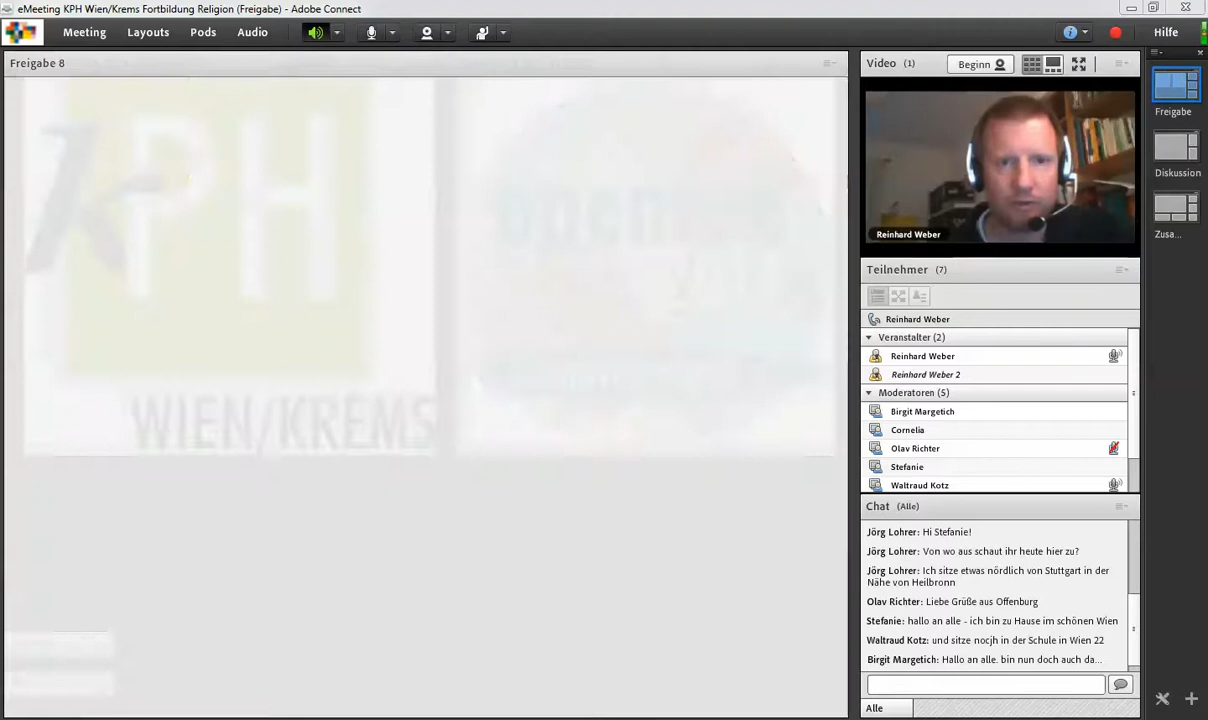 eMeeting KPH Wien/Krems Fortbildung Religion (Freigabe) - Adobe Connect
Meeting Layouts Pods Audio Hilfe
Freigabe 8
KPH
WIEN/KREMS
open
Video (1) Beginn
Reinhard Weber
Teilnehmer (7)
Reinhard Weber
Veranstalter (2)
Reinhard Weber
Reinhard Weber 2
Moderatoren (5)
Birgit Margetich
Cornelia
Olav Richter
Stefanie
Waltraud Kotz
Chat (Alle)
Jörg Lohrer: Hi Stefanie!
Jörg Lohrer: Von wo aus schaut ihr heute hier zu?
Jörg Lohrer: Ich sitze etwas nördlich von Stuttgart in der
Nähe von Heilbronn
Olav Richter: Liebe Grüße aus Offenburg
Stefanie: hallo an alle - ich bin zu Hause im schönen Wien
Waltraud Kotz: und sitze nocjh in der Schule in Wien 22
Birgit Margetich: Hallo an alle. bin nun doch auch da...
Alle
Freigabe
Diskussion
Zusa...